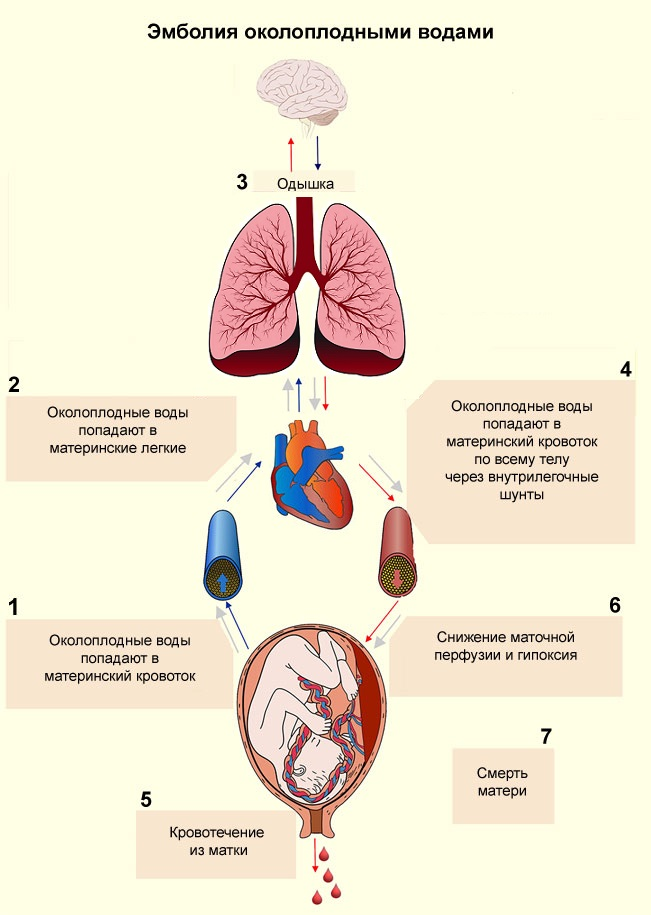 Эмболия околоплодными водами
3
Одышка
2
Околоплодные воды
попадают в
материнские легкие
4
Околоплодные воды
попадают в
материнский кровоток
по всему телу
через внутрилегочные
шунты
1
Околоплодные воды
попадают в
материнский кровоток
6
Снижение маточной
перфузии и гипоксия
7
Смерть
матери
5
Кровотечение
из матки